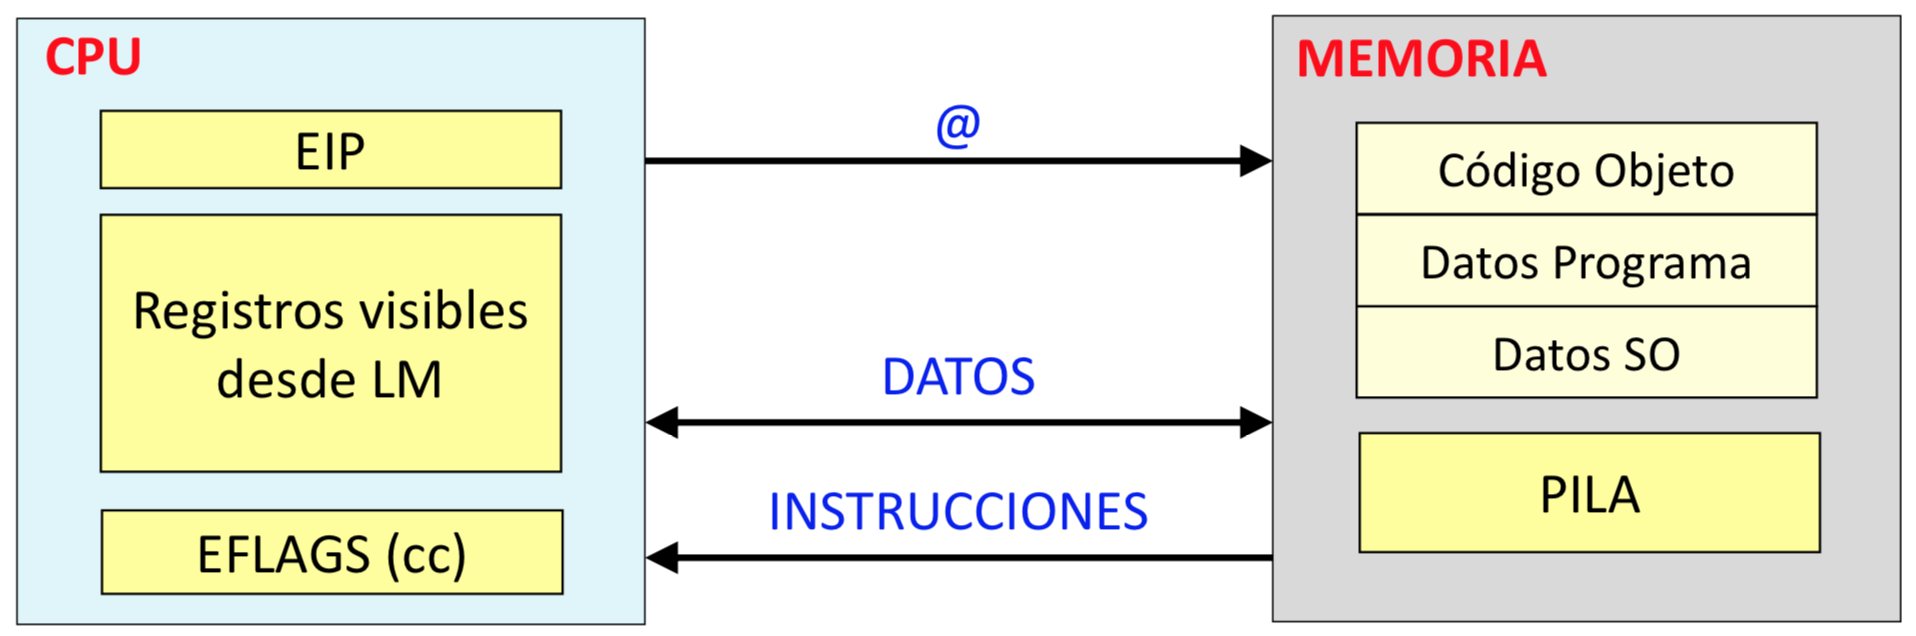 CPU
EIP
Registros visibles
desde LM
EFLAGS (cc)
@
DATOS
INSTRUCCIONES
MEMORIA
Código Objeto
Datos Programa
Datos SO
PILA